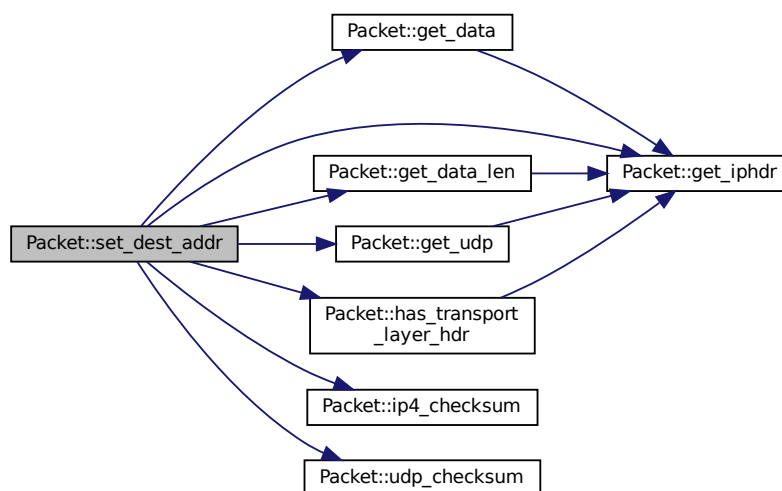 Packet::get_data
Packet::get_data_len
Packet::get_iphdr
Packet::set_dest_addr
Packet::get_udp
Packet::has_transport
_layer_hdr
Packet::ip4_checksum
Packet::udp_checksum